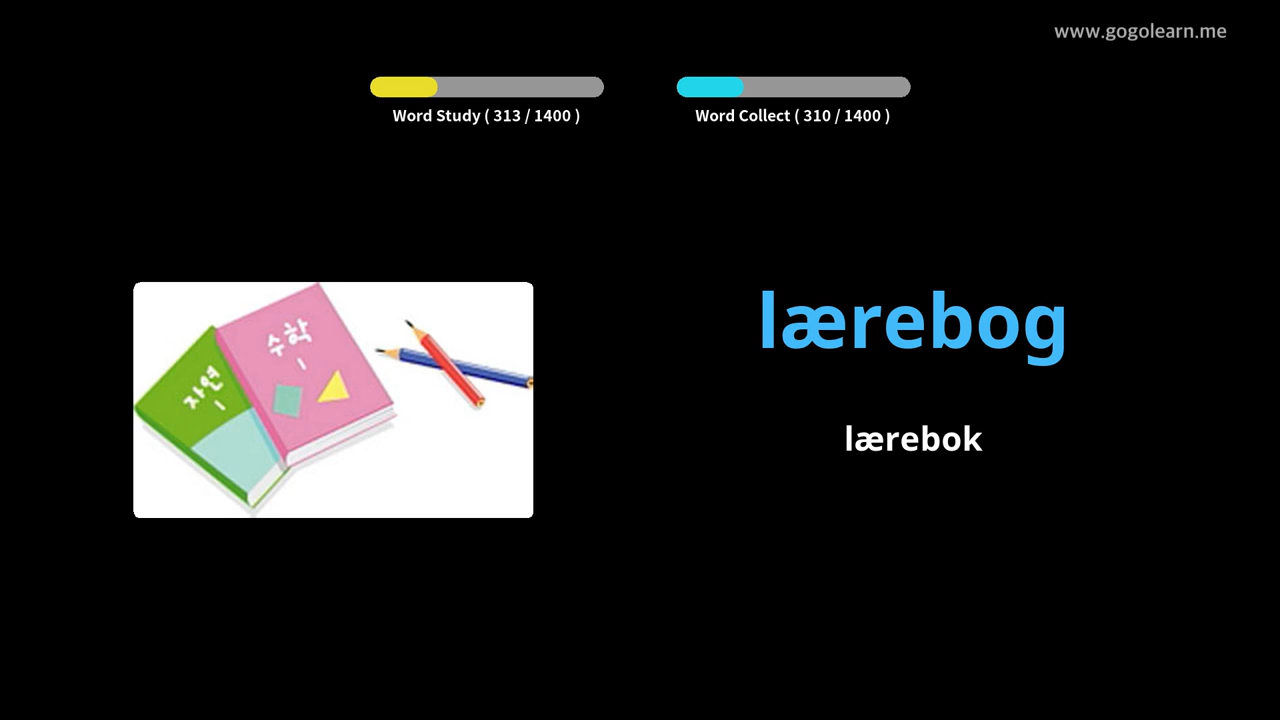 www.gogolearn.me
Word Study ( 313 / 1400 )
Word Collect ( 310 / 1400 )
수학
1
자연
1
lærebog
lærebok